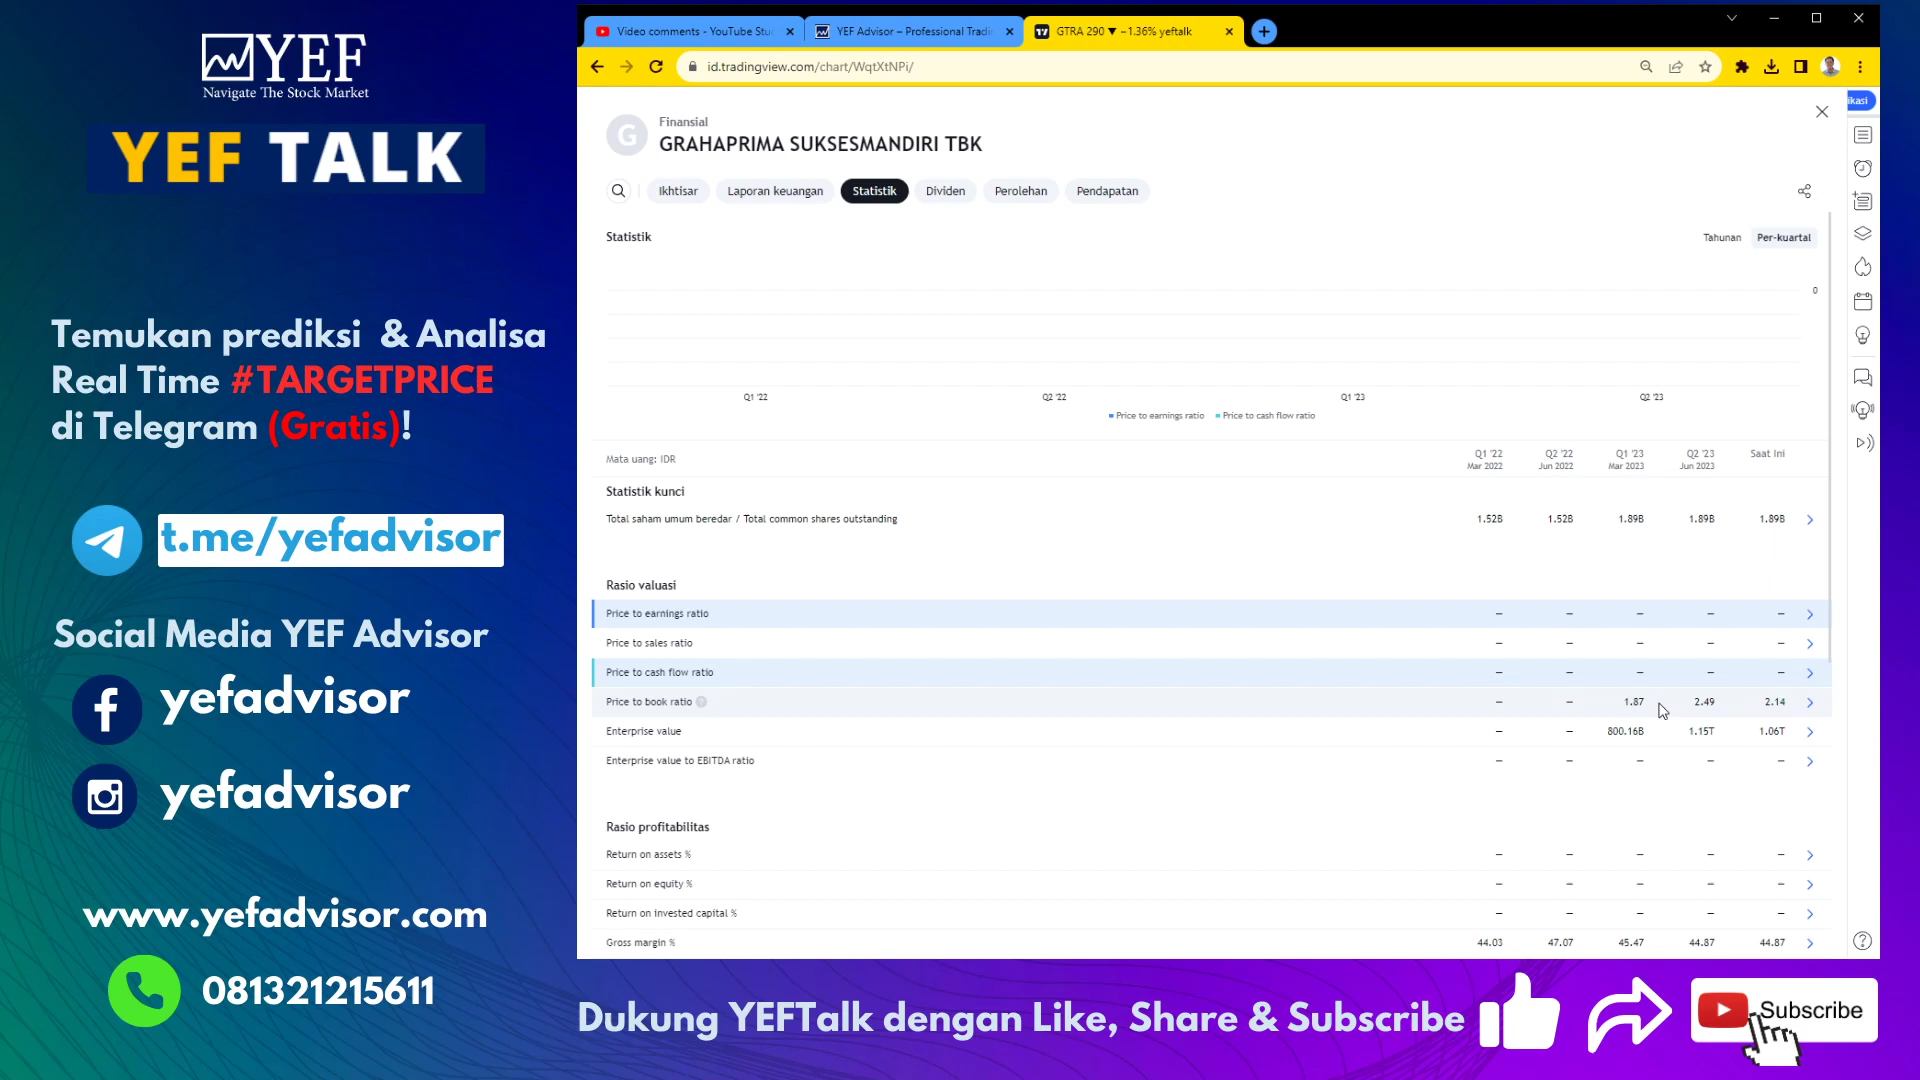 YEF
Navigate The Stock Market
YEF TALK
Temukan prediksi & Analisa
Real Time #TARGETPRICE
di Telegram (Gratis)!
t.me/yefadvisor
Social Media YEF Advisor
yefadvisor
yefadvisor
www.yefadvisor.com
081321215611
Video comments - YouTube Stu
YEF Advisor – Professional Tradi
GTRA 290 ▼ −1.36% yeftalk
id.tradingview.com/chart/WqtXtNPi/
ikasi
G
Finansial
GRAHAPRIMA SUKSESMANDIRI TBK
Ikhtisar Laporan keuangan Statistik Dividen Perolehan Pendapatan
Statistik
Tahunan Per-kuartal
0
Q1 '22 Q2 '22 Q1 '23 Q2 '23
Price to earnings ratio Price to cash flow ratio
Mata uang: IDR Q1 '22 Q2 '22 Q1 '23 Q2 '23 Saat Ini
Mar 2022 Jun 2022 Mar 2023 Jun 2023
Statistik kunci
Total saham umum beredar / Total common shares outstanding 1.52B 1.52B 1.89B 1.89B 1.89B
Rasio valuasi
Price to earnings ratio — — — — —
Price to sales ratio — — — — —
Price to cash flow ratio — — — — —
Price to book ratio — — 1.87 2.49 2.14
Enterprise value — — 800.16B 1.15T 1.06T
Enterprise value to EBITDA ratio — — — — —
Rasio profitabilitas
Return on assets % — — — — —
Return on equity % — — — — —
Return on invested capital % — — — — —
Gross margin % 44.03 47.07 45.47 44.87 44.87
Dukung YEFTalk dengan Like, Share & Subscribe
Subscribe